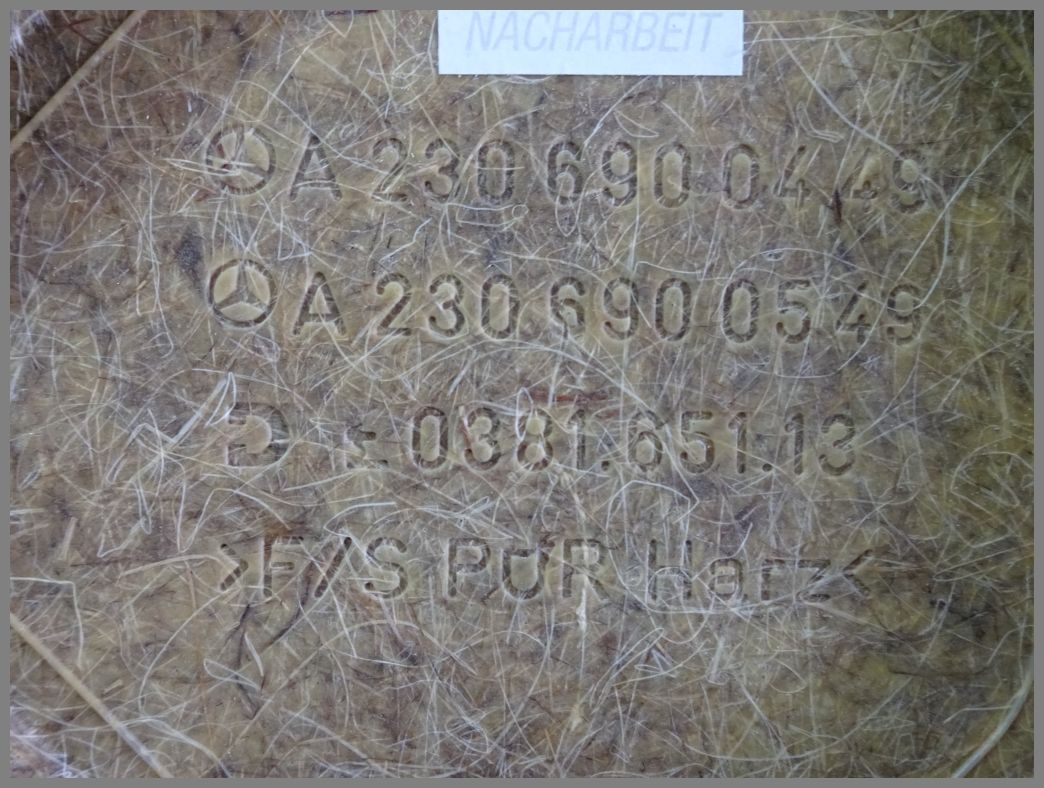 NACHARBEIT
A 230 690 04 49
A 230 690 05 49
: 0381.651.13
>F/S PUR Harz<